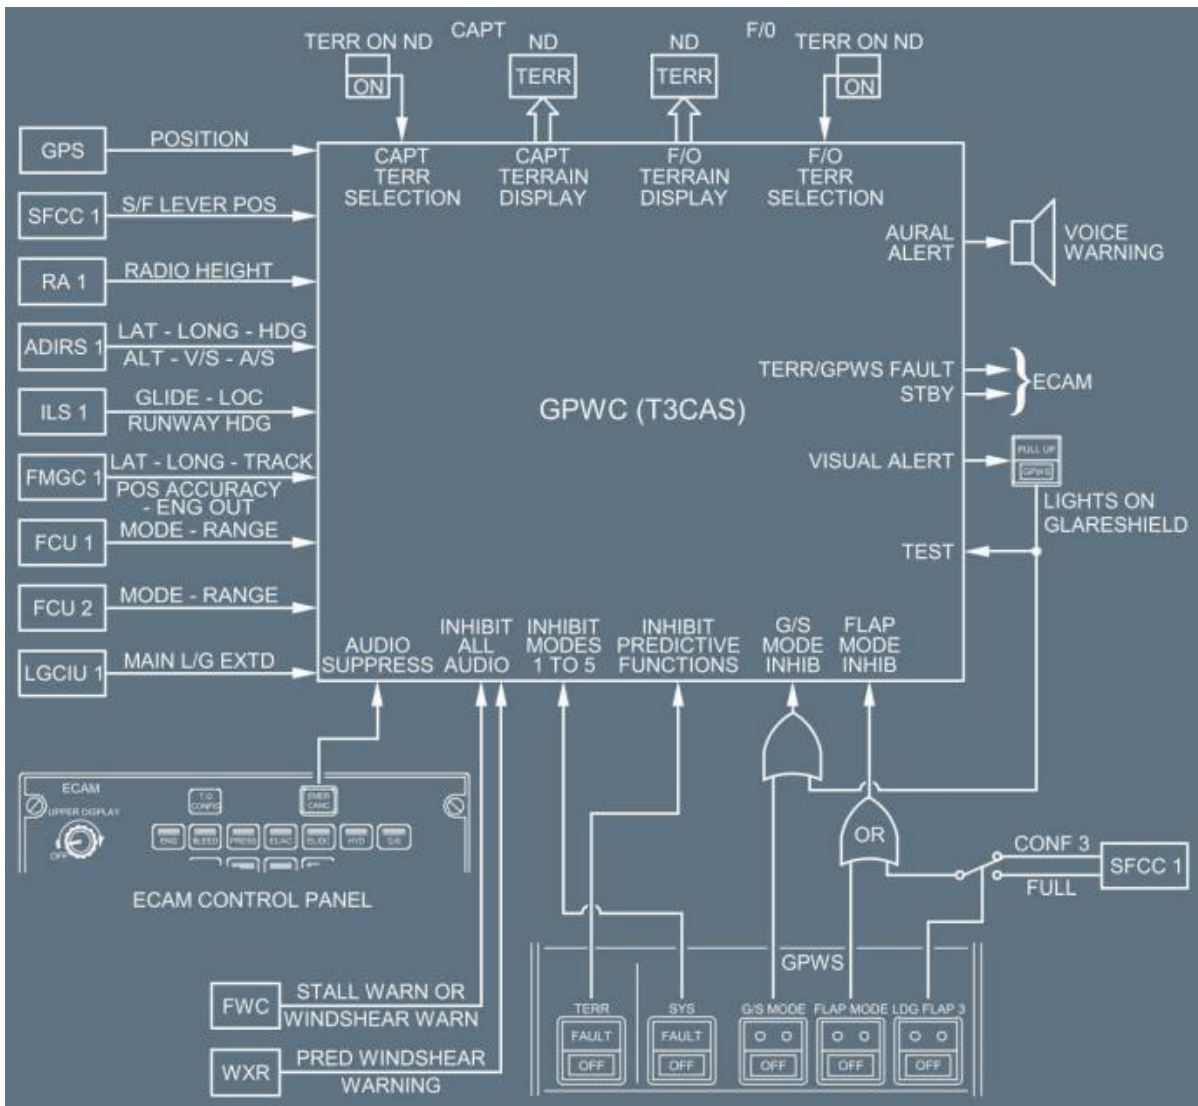 CAPT
F/0
TERR ON ND
ND
ND
TERR ON ND
ON
TERR
TERR
ON
GPS
POSITION
SFCC 1
S/F LEVER POS
RA 1
RADIO HEIGHT
ADIRS 1
LAT - LONG - HDG
ALT - V/S - A/S
ILS 1
GLIDE - LOC
RUNWAY HDG
FMGC 1
LAT - LONG - TRACK
POS ACCURACY
- ENG OUT
FCU 1
MODE - RANGE
FCU 2
MODE - RANGE
LGCIU 1
MAIN L/G EXTD
CAPT
TERR
SELECTION
CAPT
TERRAIN
DISPLAY
F/O
TERRAIN
DISPLAY
F/O
TERR
SELECTION
AURAL
ALERT
VOICE
WARNING
TERR/GPWS FAULT
STBY
ECAM
GPWC (T3CAS)
VISUAL ALERT
PULL UP
GPWS
LIGHTS ON
GLARESHIELD
TEST
AUDIO
SUPPRESS
INHIBIT
ALL
AUDIO
INHIBIT
MODES
1 TO 5
INHIBIT
PREDICTIVE
FUNCTIONS
G/S
MODE
INHIB
FLAP
MODE
INHIB
ECAM
UPPER DISPLAY
OFF
T.O.
CONFIG
EMER
CANC
ENG
BLEED
PRESS
EL/AC
EL/DC
HYD
ECAM CONTROL PANEL
OR
CONF 3
FULL
SFCC 1
FWC
STALL WARN OR
WINDSHEAR WARN
WXR
PRED WINDSHEAR
WARNING
GPWS
TERR
SYS
G/S MODE
FLAP MODE
LDG FLAP 3
FAULT
FAULT
OFF
OFF
OFF
OFF
OFF